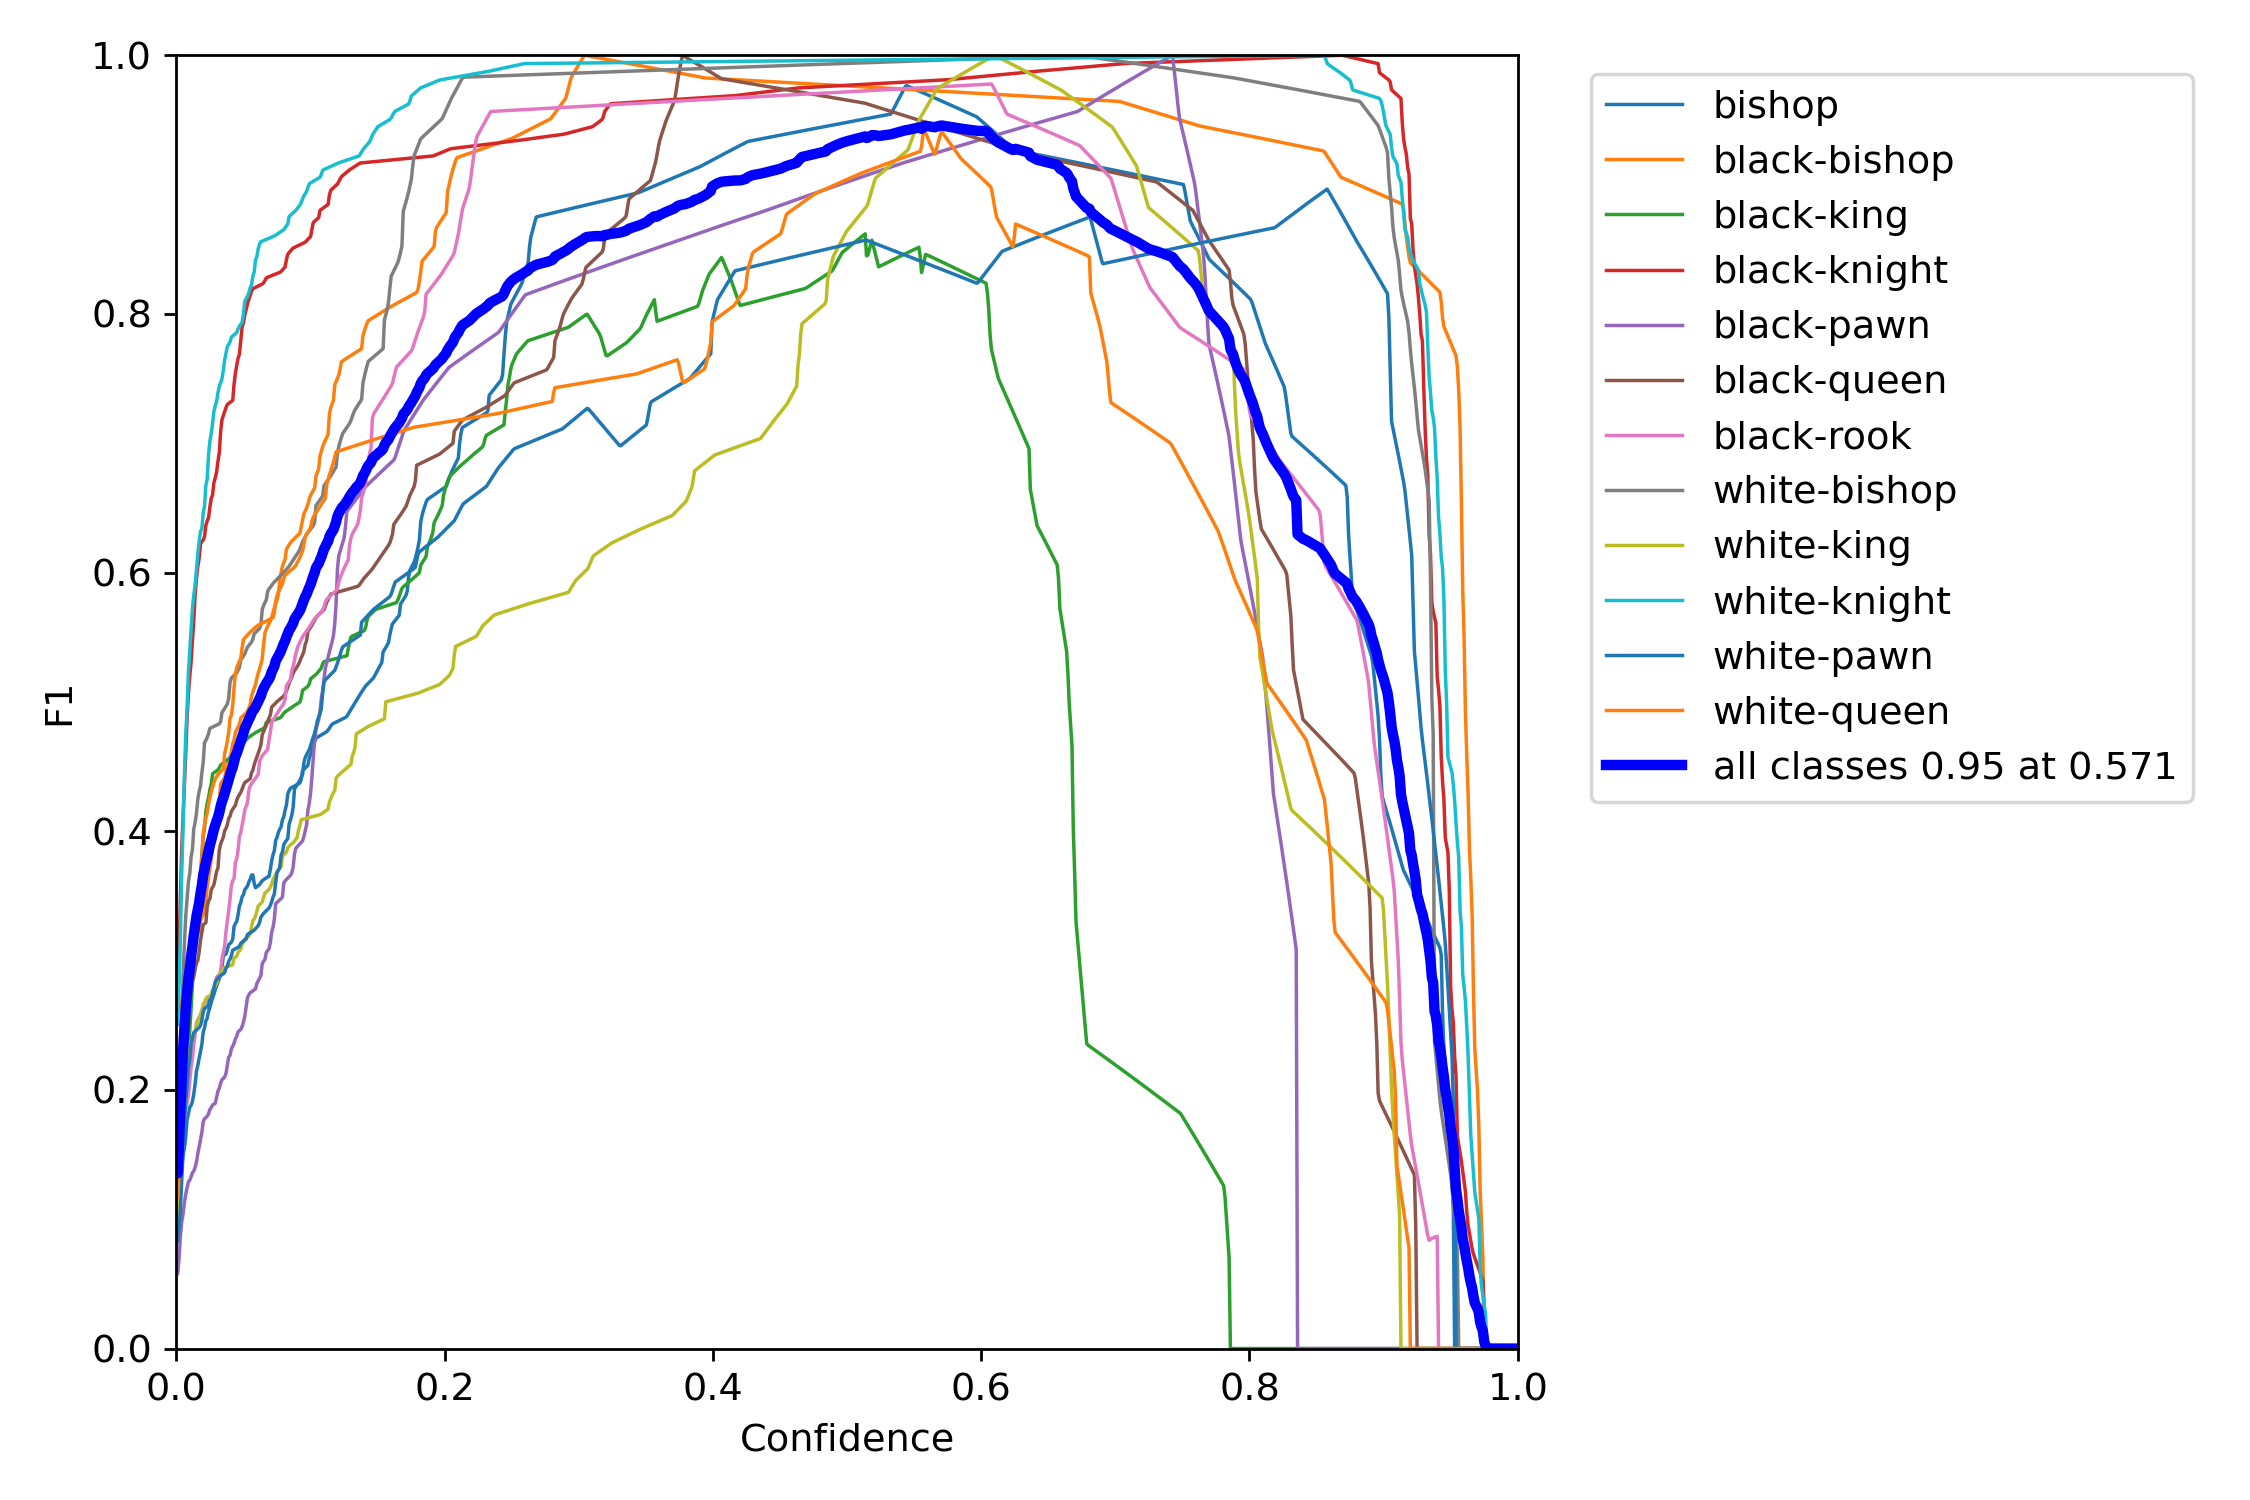 1.0
0.8
0.6
0.4
0.2
0.0
F1
0.0 0.2 0.4 0.6 0.8 1.0
Confidence
bishop
black-bishop
black-king
black-knight
black-pawn
black-queen
black-rook
white-bishop
white-king
white-knight
white-pawn
white-queen
all classes 0.95 at 0.571